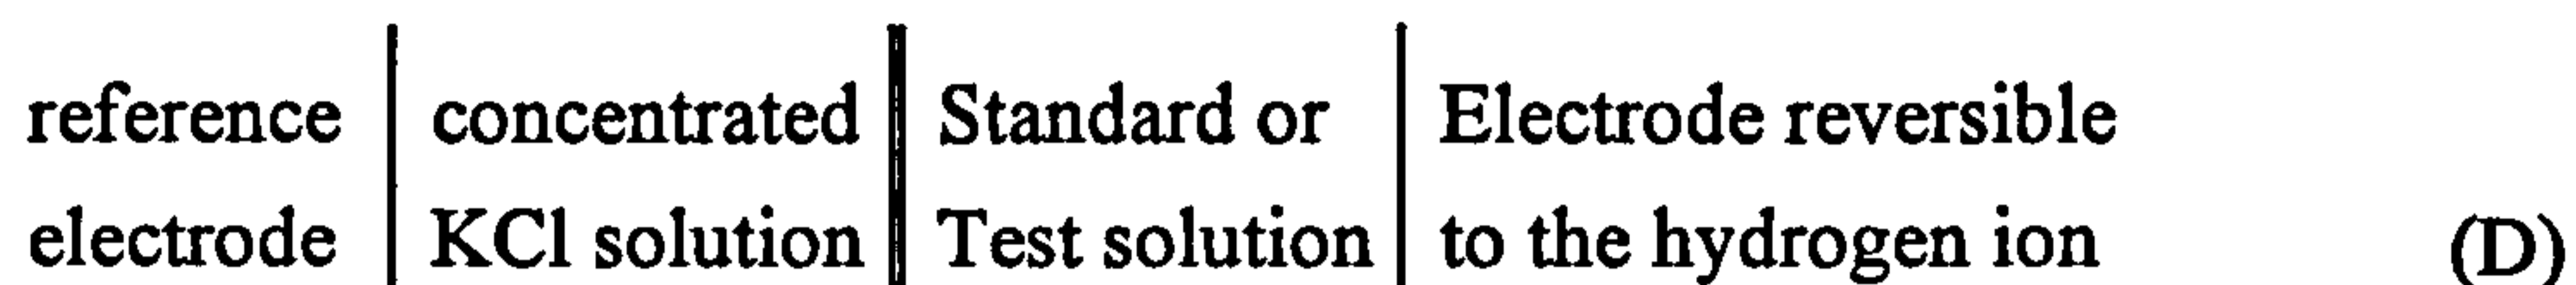 reference | concentrated || Standard or | Electrode reversible
electrode | KCl solution || Test solution | to the hydrogen ion (D)